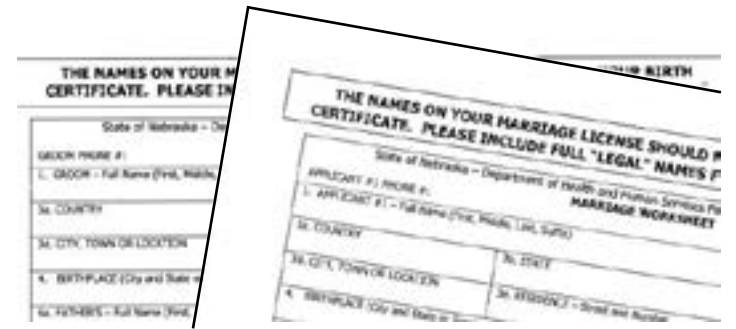 THE NAMES ON YOUR M
CERTIFICATE. PLEASE IN
State of Nebraska – De
GROOM PHONE #:
1. GROOM – Full Name (First, Middle,
3a. COUNTRY
3d. CITY, TOWN OR LOCATION
4. BIRTHPLACE (City and State or
6a. FATHER'S – Full Name (First,
YOUR BIRTH
THE NAMES ON YOUR MARRIAGE LICENSE SHOULD M
CERTIFICATE. PLEASE INCLUDE FULL "LEGAL" NAMES F
State of Nebraska – Department of Health and Human Services
MARRIAGE WORKSHEET
APPLICANT #1 PHONE #:
1. APPLICANT #1 – Full Name (First, Middle, Last, Suffix)
3a. COUNTRY
3b. STATE
3d. CITY, TOWN OR LOCATION
3e. RESIDENCE – Street and Number
4. BIRTHPLACE (City and State or